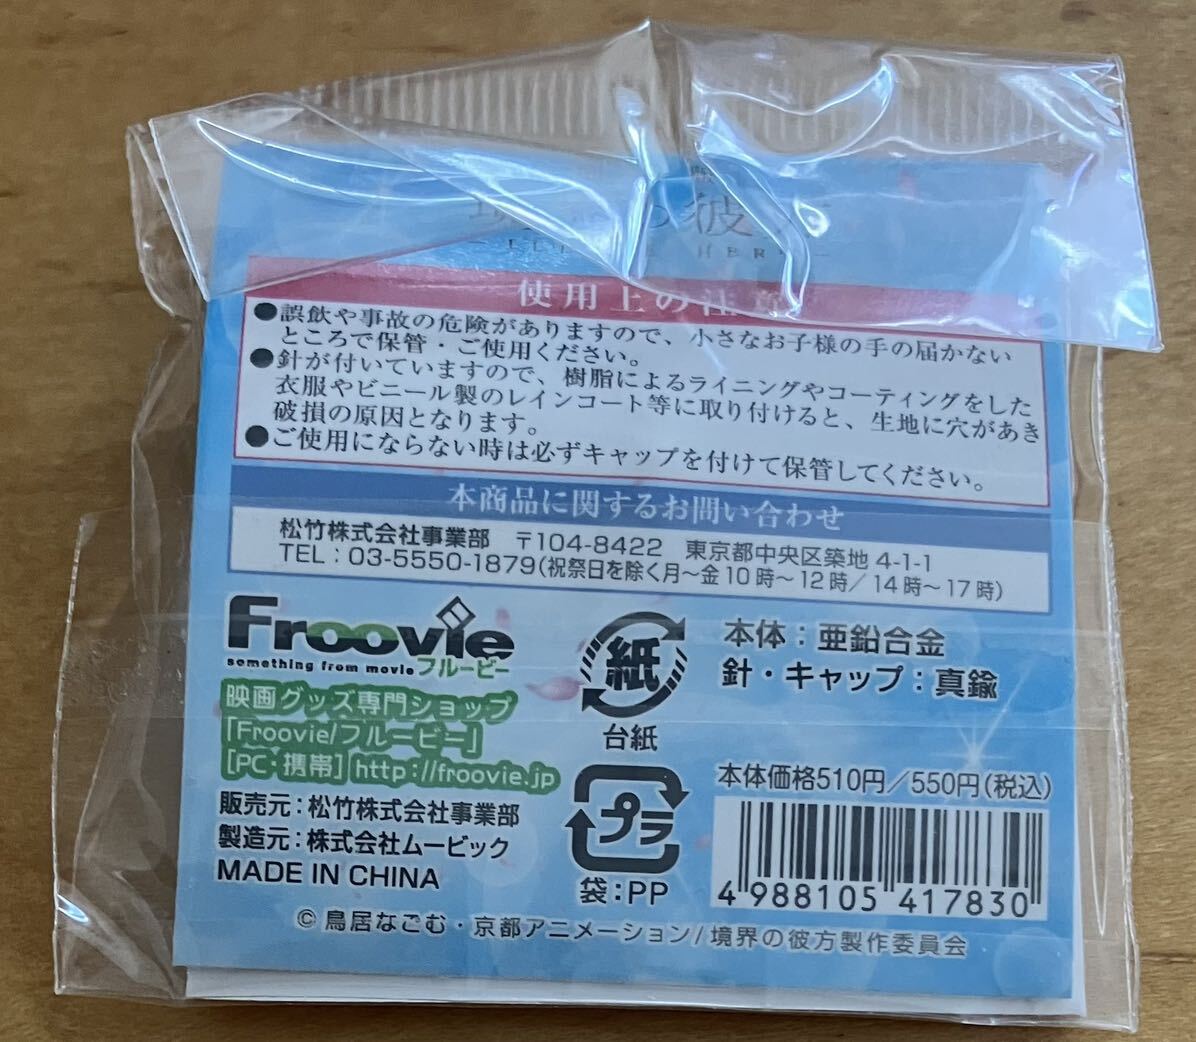 使用上の注意
●誤飲や事故の危険がありますので、小さなお子様の手の届かない
ところで保管・ご使用ください。
●針が付いていますので、樹脂によるライニングやコーティングをした
衣服やビニール製のレインコート等に取り付けると、生地に穴があき
破損の原因となります。
●ご使用にならない時は必ずキャップを付けて保管してください。
本商品に関するお問い合わせ
松竹株式会社事業部 〒104-8422 東京都中央区築地 4-1-1
TEL：03-5550-1879(祝祭日を除く月〜金10時〜12時/14時〜17時)
Froovie
something from movie フルービー
映画グッズ専門ショップ
「Froovie/フルービー」
[PC・携帯] http://froovie.jp
販売元：松竹株式会社事業部
製造元：株式会社ムービック
MADE IN CHINA
紙
台紙
プラ
袋：PP
本体：亜鉛合金
針・キャップ：真鍮
本体価格510円／550円(税込)
4 988105 417830
© 鳥居なごむ・京都アニメーション/境界の彼方製作委員会